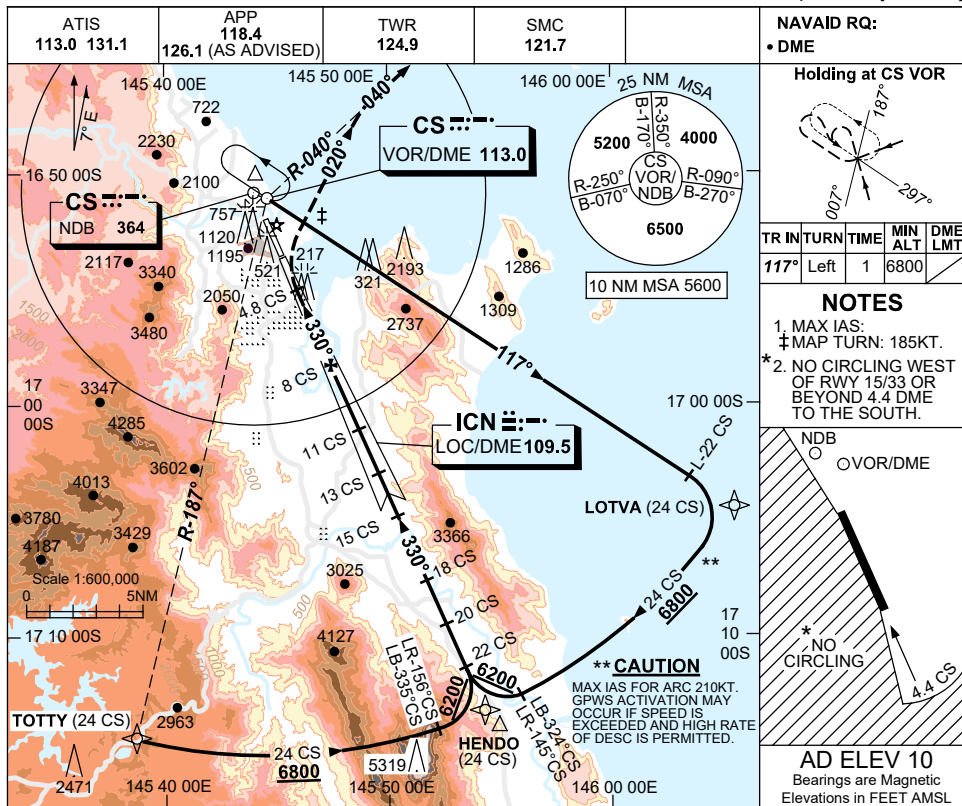 ATIS
113.0 131.1
APP
118.4
126.1 (AS ADVISED)
TWR
124.9
SMC
121.7
NAVAID RQ:
• DME
145 40 00E
145 50 00E
146 00 00E
7° E
722
2230
2100
16 50 00S
CS
VOR/DME 113.0
CS
NDB 364
R-040°
020°
040°
‡
757
1120
1195
521
217
2117
3340
3480
2050
4.8 CS
321
2193
2737
1286
1309
25 NM MSA
R-350°
B-170°
5200
4000
CS
VOR/
NDB
R-250°
B-070°
R-090°
B-270°
6500
10 NM MSA 5600
330°
117°
8 CS
1500
500
17
00
00S
3347
4285
4013
3780
4187
3429
3602
R-187°
500
ICN
LOC/DME 109.5
11 CS
13 CS
15 CS
330°
18 CS
20 CS
22 CS
17 00 00S
L-22 CS
LOTVA (24 CS)
**
24 CS
6800
3366
3025
4127
500
1000
Scale 1:600,000
0
5NM
17 10 00S
17
10
00S
LR-156°CS
LB-335°CS
6200
6200
LB-324°CS
LR-145°CS
**CAUTION
MAX IAS FOR ARC 210KT.
GPWS ACTIVATION MAY
OCCUR IF SPEED IS
EXCEEDED AND HIGH RATE
OF DESC IS PERMITTED.
TOTTY (24 CS)
2963
2471
24 CS
6800
5319
HENDO
(24 CS)
145 40 00E
145 50 00E
146 00 00E
Holding at CS VOR
187°
007°
297°
TR IN TURN TIME MIN ALT DME LMT
117° Left 1 6800
NOTES
1. MAX IAS:
‡ MAP TURN: 185KT.
*2. NO CIRCLING WEST
OF RWY 15/33 OR
BEYOND 4.4 DME
TO THE SOUTH.
NDB
VOR/DME
* NO
CIRCLING
4.4 CS
AD ELEV 10
Bearings are Magnetic
Elevations in FEET AMSL